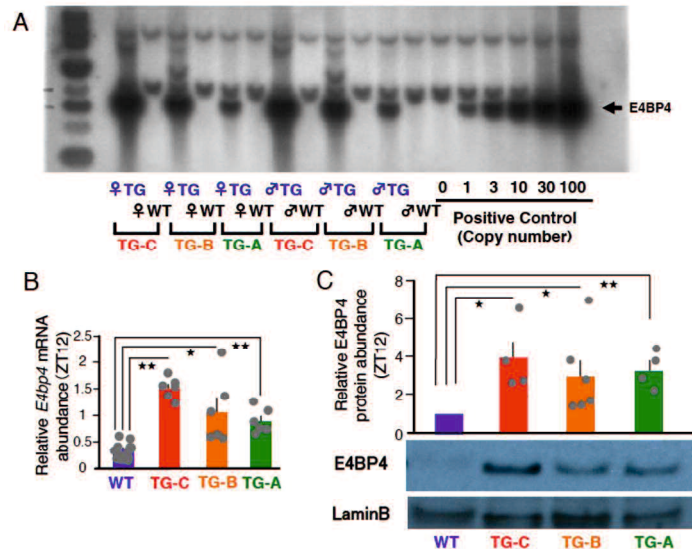 A
E4BP4
♀TG ♀TG ♀TG ♂TG ♂TG ♂TG 0 1 3 10 30 100
♀WT ♀WT ♀WT ♂WT ♂WT ♂WT
Positive Control
(Copy number)
TG-C TG-B TG-A TG-C TG-B TG-A
B
Relative E4bp4 mRNA
abundance (ZT12)
2.5
2
1.5
1
0.5
0
★★ ★ ★★
WT TG-C TG-B TG-A
C
Relative E4BP4
protein abundance
(ZT12)
8
6
4
2
0
★ ★ ★★
E4BP4
LaminB
WT TG-C TG-B TG-A